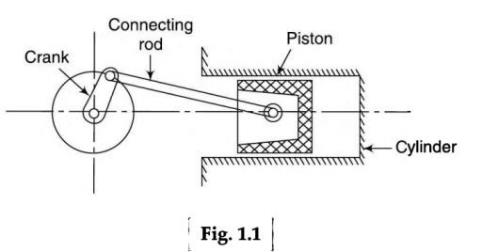 Connecting
rod
Crank
Piston
Cylinder
Fig. 1.1